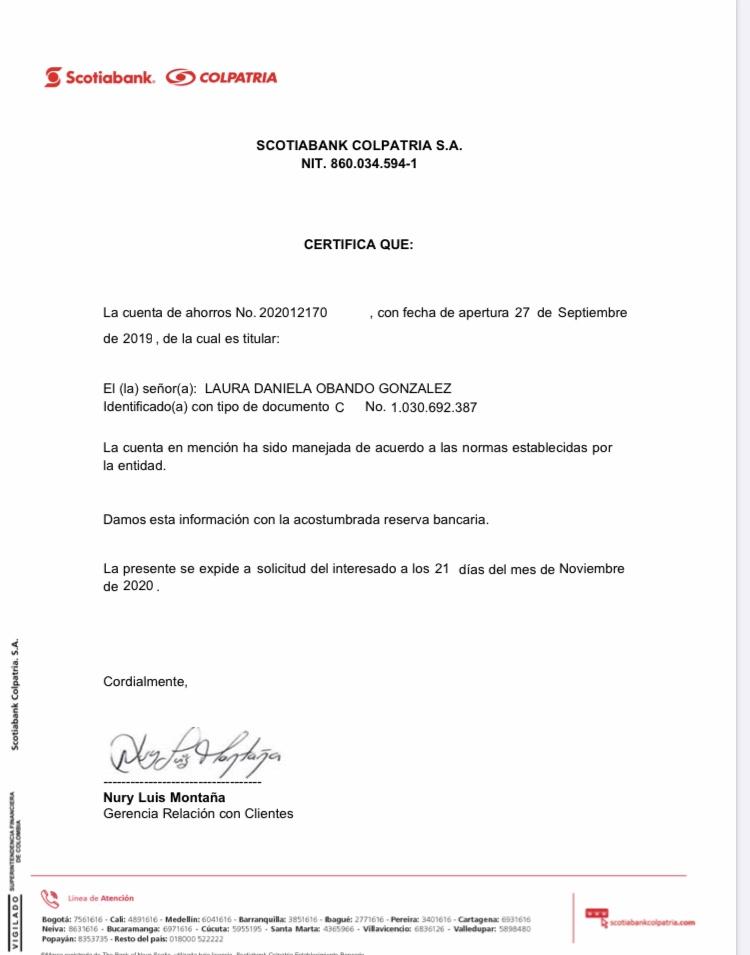 Scotiabank. COLPATRIA
SCOTIABANK COLPATRIA S.A.
NIT. 860.034.594-1
CERTIFICA QUE:
La cuenta de ahorros No. 202012170 , con fecha de apertura 27 de Septiembre
de 2019 , de la cual es titular:
El (la) señor(a): LAURA DANIELA OBANDO GONZALEZ
Identificado(a) con tipo de documento C No. 1.030.692.387
La cuenta en mención ha sido manejada de acuerdo a las normas establecidas por
la entidad.
Damos esta información con la acostumbrada reserva bancaria.
La presente se expide a solicitud del interesado a los 21 días del mes de Noviembre
de 2020 .
Cordialmente,
Nury Luis Montaña
---------------------------------
Nury Luis Montaña
Gerencia Relación con Clientes
Scotiabank Colpatria. S.A.
VIGILADO SUPERINTENDENCIA FINANCIERA
DE COLOMBIA
Línea de Atención
Bogotá: 7561616 - Cali: 4891616 - Medellín: 6041616 - Barranquilla: 3851616 - Ibagué: 2771616 - Pereira: 3401616 - Cartagena: 6931616
Neiva: 8631616 - Bucaramanga: 6971616 - Cúcuta: 5955195 - Santa Marta: 4365966 - Villavicencio: 6836126 - Valledupar: 5898480
Popayán: 8353735 - Resto del país: 018000 522222
scotiabankcolpatria.com